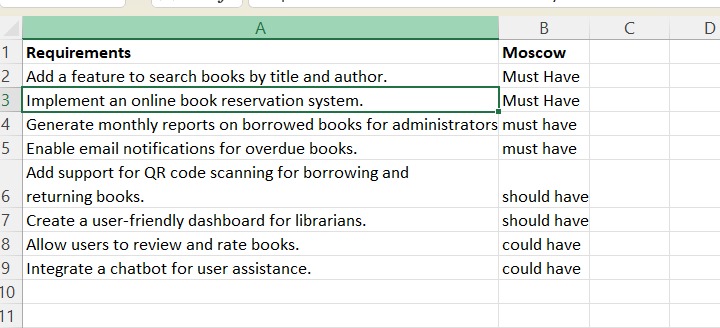 A B C D
1 Requirements Moscow
2 Add a feature to search books by title and author. Must Have
3 Implement an online book reservation system. Must Have
4 Generate monthly reports on borrowed books for administrators must have
5 Enable email notifications for overdue books. must have
Add support for QR code scanning for borrowing and
6 returning books. should have
7 Create a user-friendly dashboard for librarians. should have
8 Allow users to review and rate books. could have
9 Integrate a chatbot for user assistance. could have
10
11